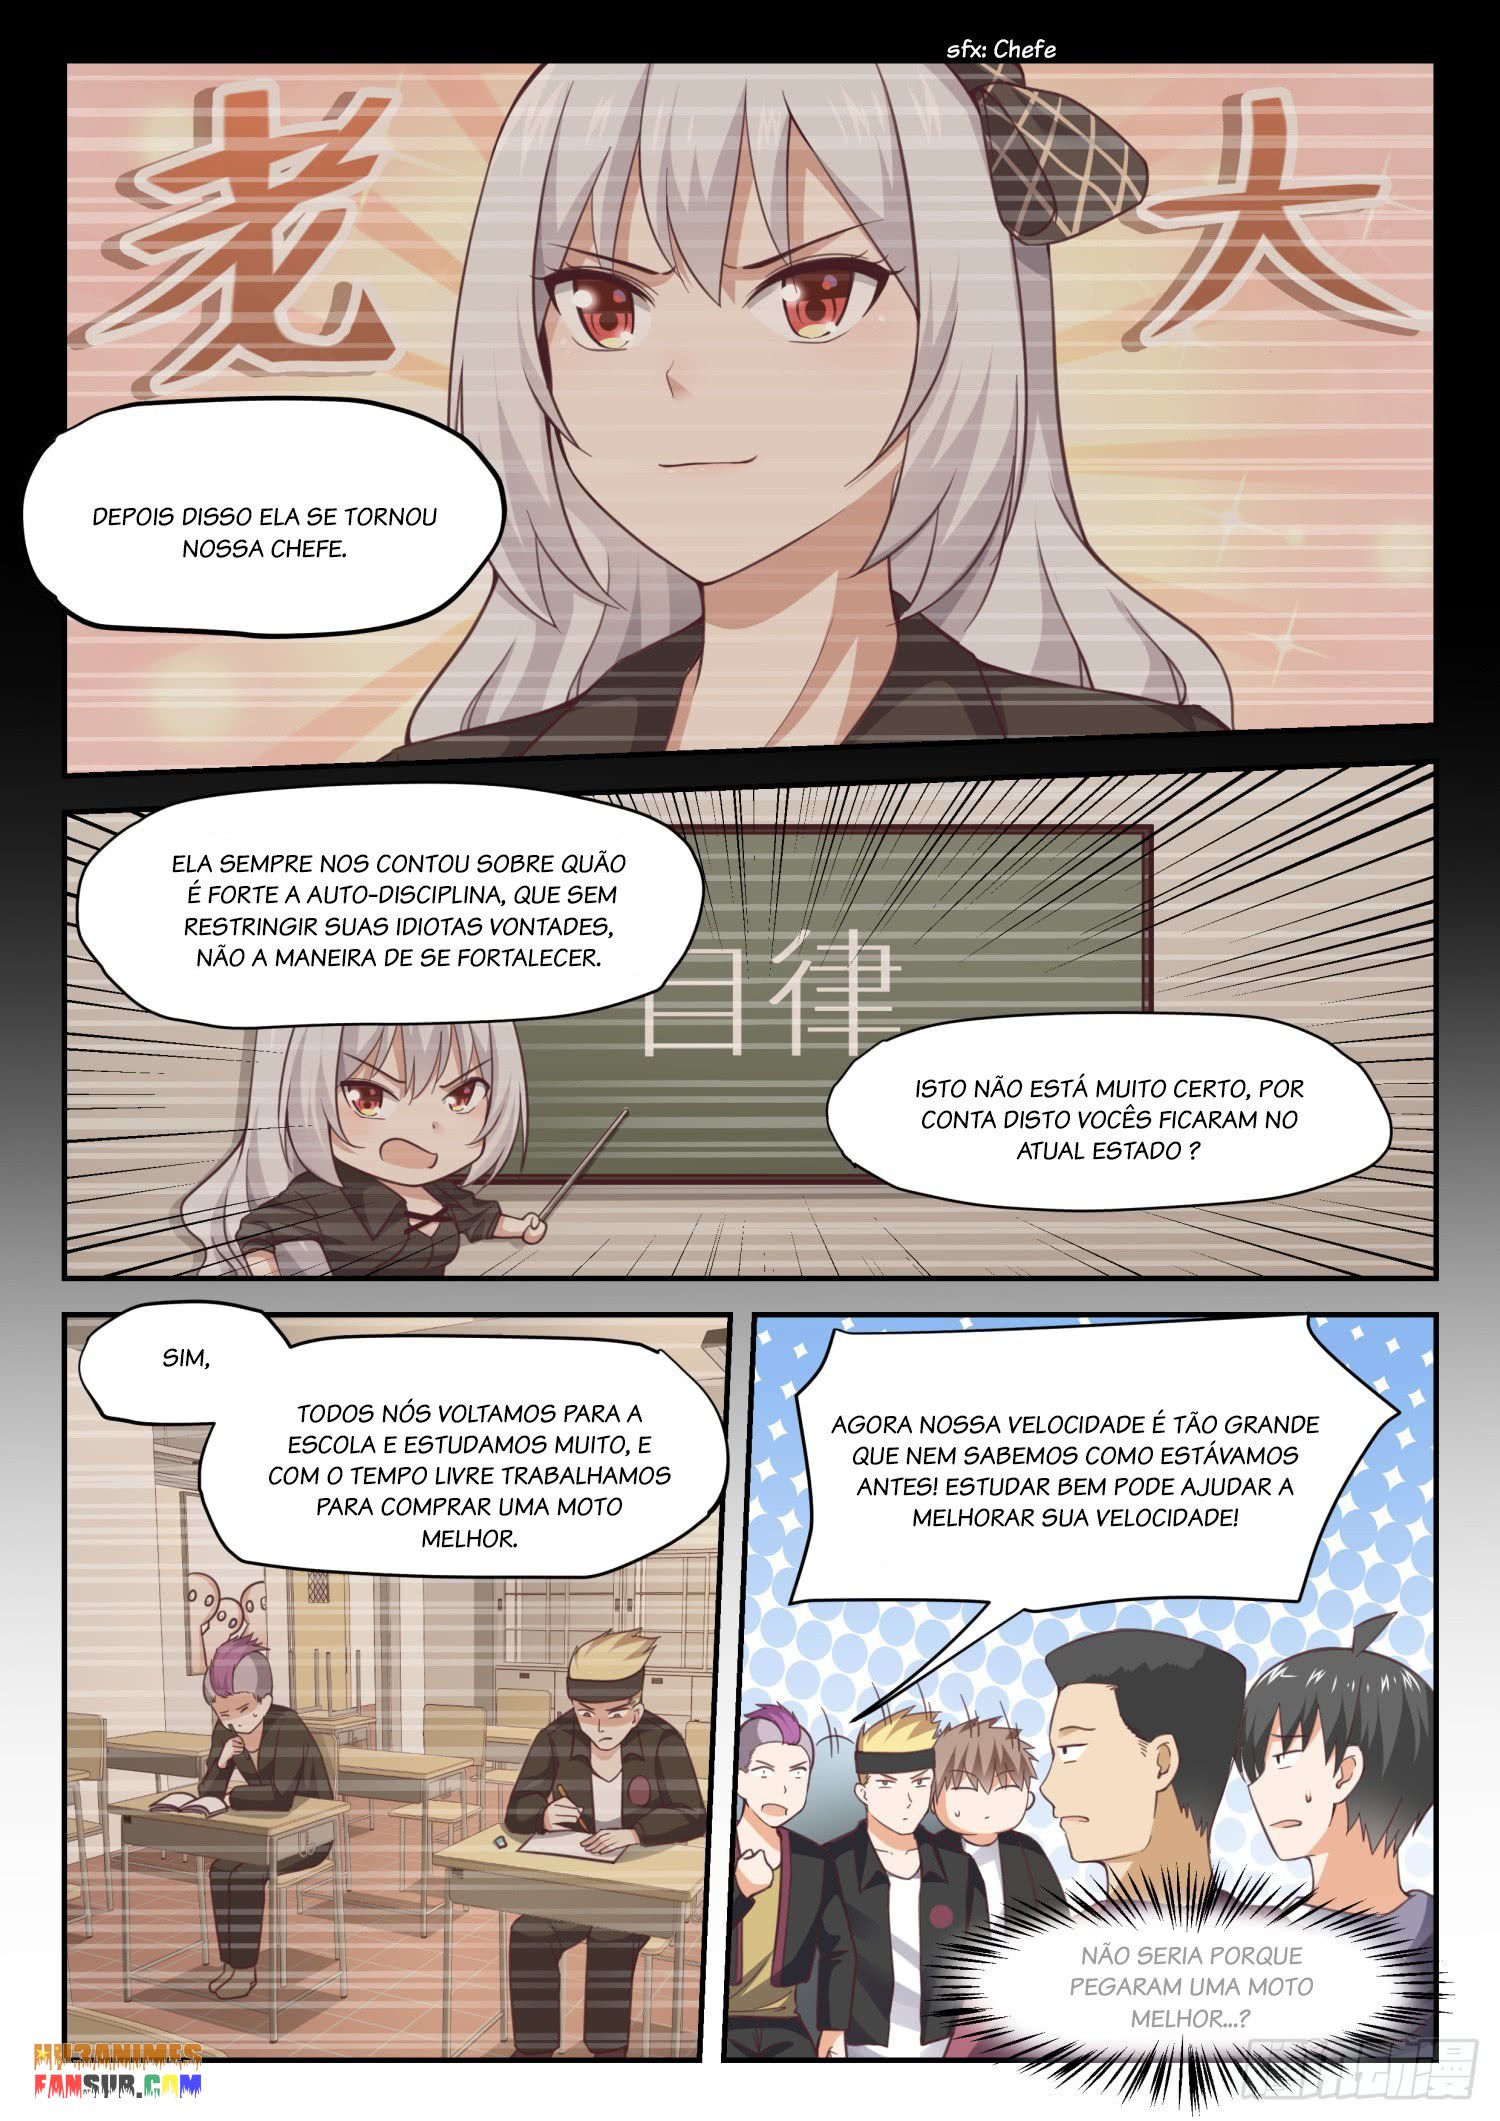 sfx: Chefe
老大
DEPOIS DISSO ELA SE TORNOU
NOSSA CHEFE.
ELA SEMPRE NOS CONTOU SOBRE QUÃO
É FORTE A AUTO-DISCIPLINA, QUE SEM
RESTRINGIR SUAS IDIOTAS VONTADES,
NÃO A MANEIRA DE SE FORTALECER.
自律
ISTO NÃO ESTÁ MUITO CERTO, POR
CONTA DISTO VOCÊS FICARAM NO
ATUAL ESTADO ?
SIM,
TODOS NÓS VOLTAMOS PARA A
ESCOLA E ESTUDAMOS MUITO, E
COM O TEMPO LIVRE TRABALHAMOS
PARA COMPRAR UMA MOTO
MELHOR.
AGORA NOSSA VELOCIDADE É TÃO GRANDE
QUE NEM SABEMOS COMO ESTÁVAMOS
ANTES! ESTUDAR BEM PODE AJUDAR A
MELHORAR SUA VELOCIDADE!
NÃO SERIA PORQUE
PEGARAM UMA MOTO
MELHOR...?
HU3ANIMES
FANSUB.COM